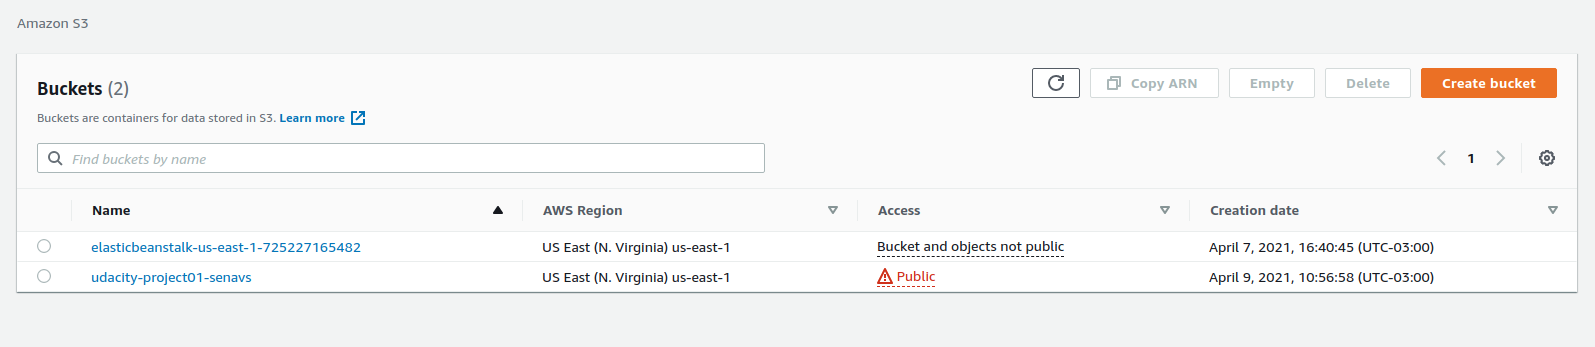 Amazon S3
Buckets (2)
Copy ARN
Empty
Delete
Create bucket
Buckets are containers for data stored in S3. Learn more
Find buckets by name
1
Name AWS Region Access Creation date
elasticbeanstalk-us-east-1-725227165482 US East (N. Virginia) us-east-1 Bucket and objects not public April 7, 2021, 16:40:45 (UTC-03:00)
udacity-project01-senavs US East (N. Virginia) us-east-1 Public April 9, 2021, 10:56:58 (UTC-03:00)